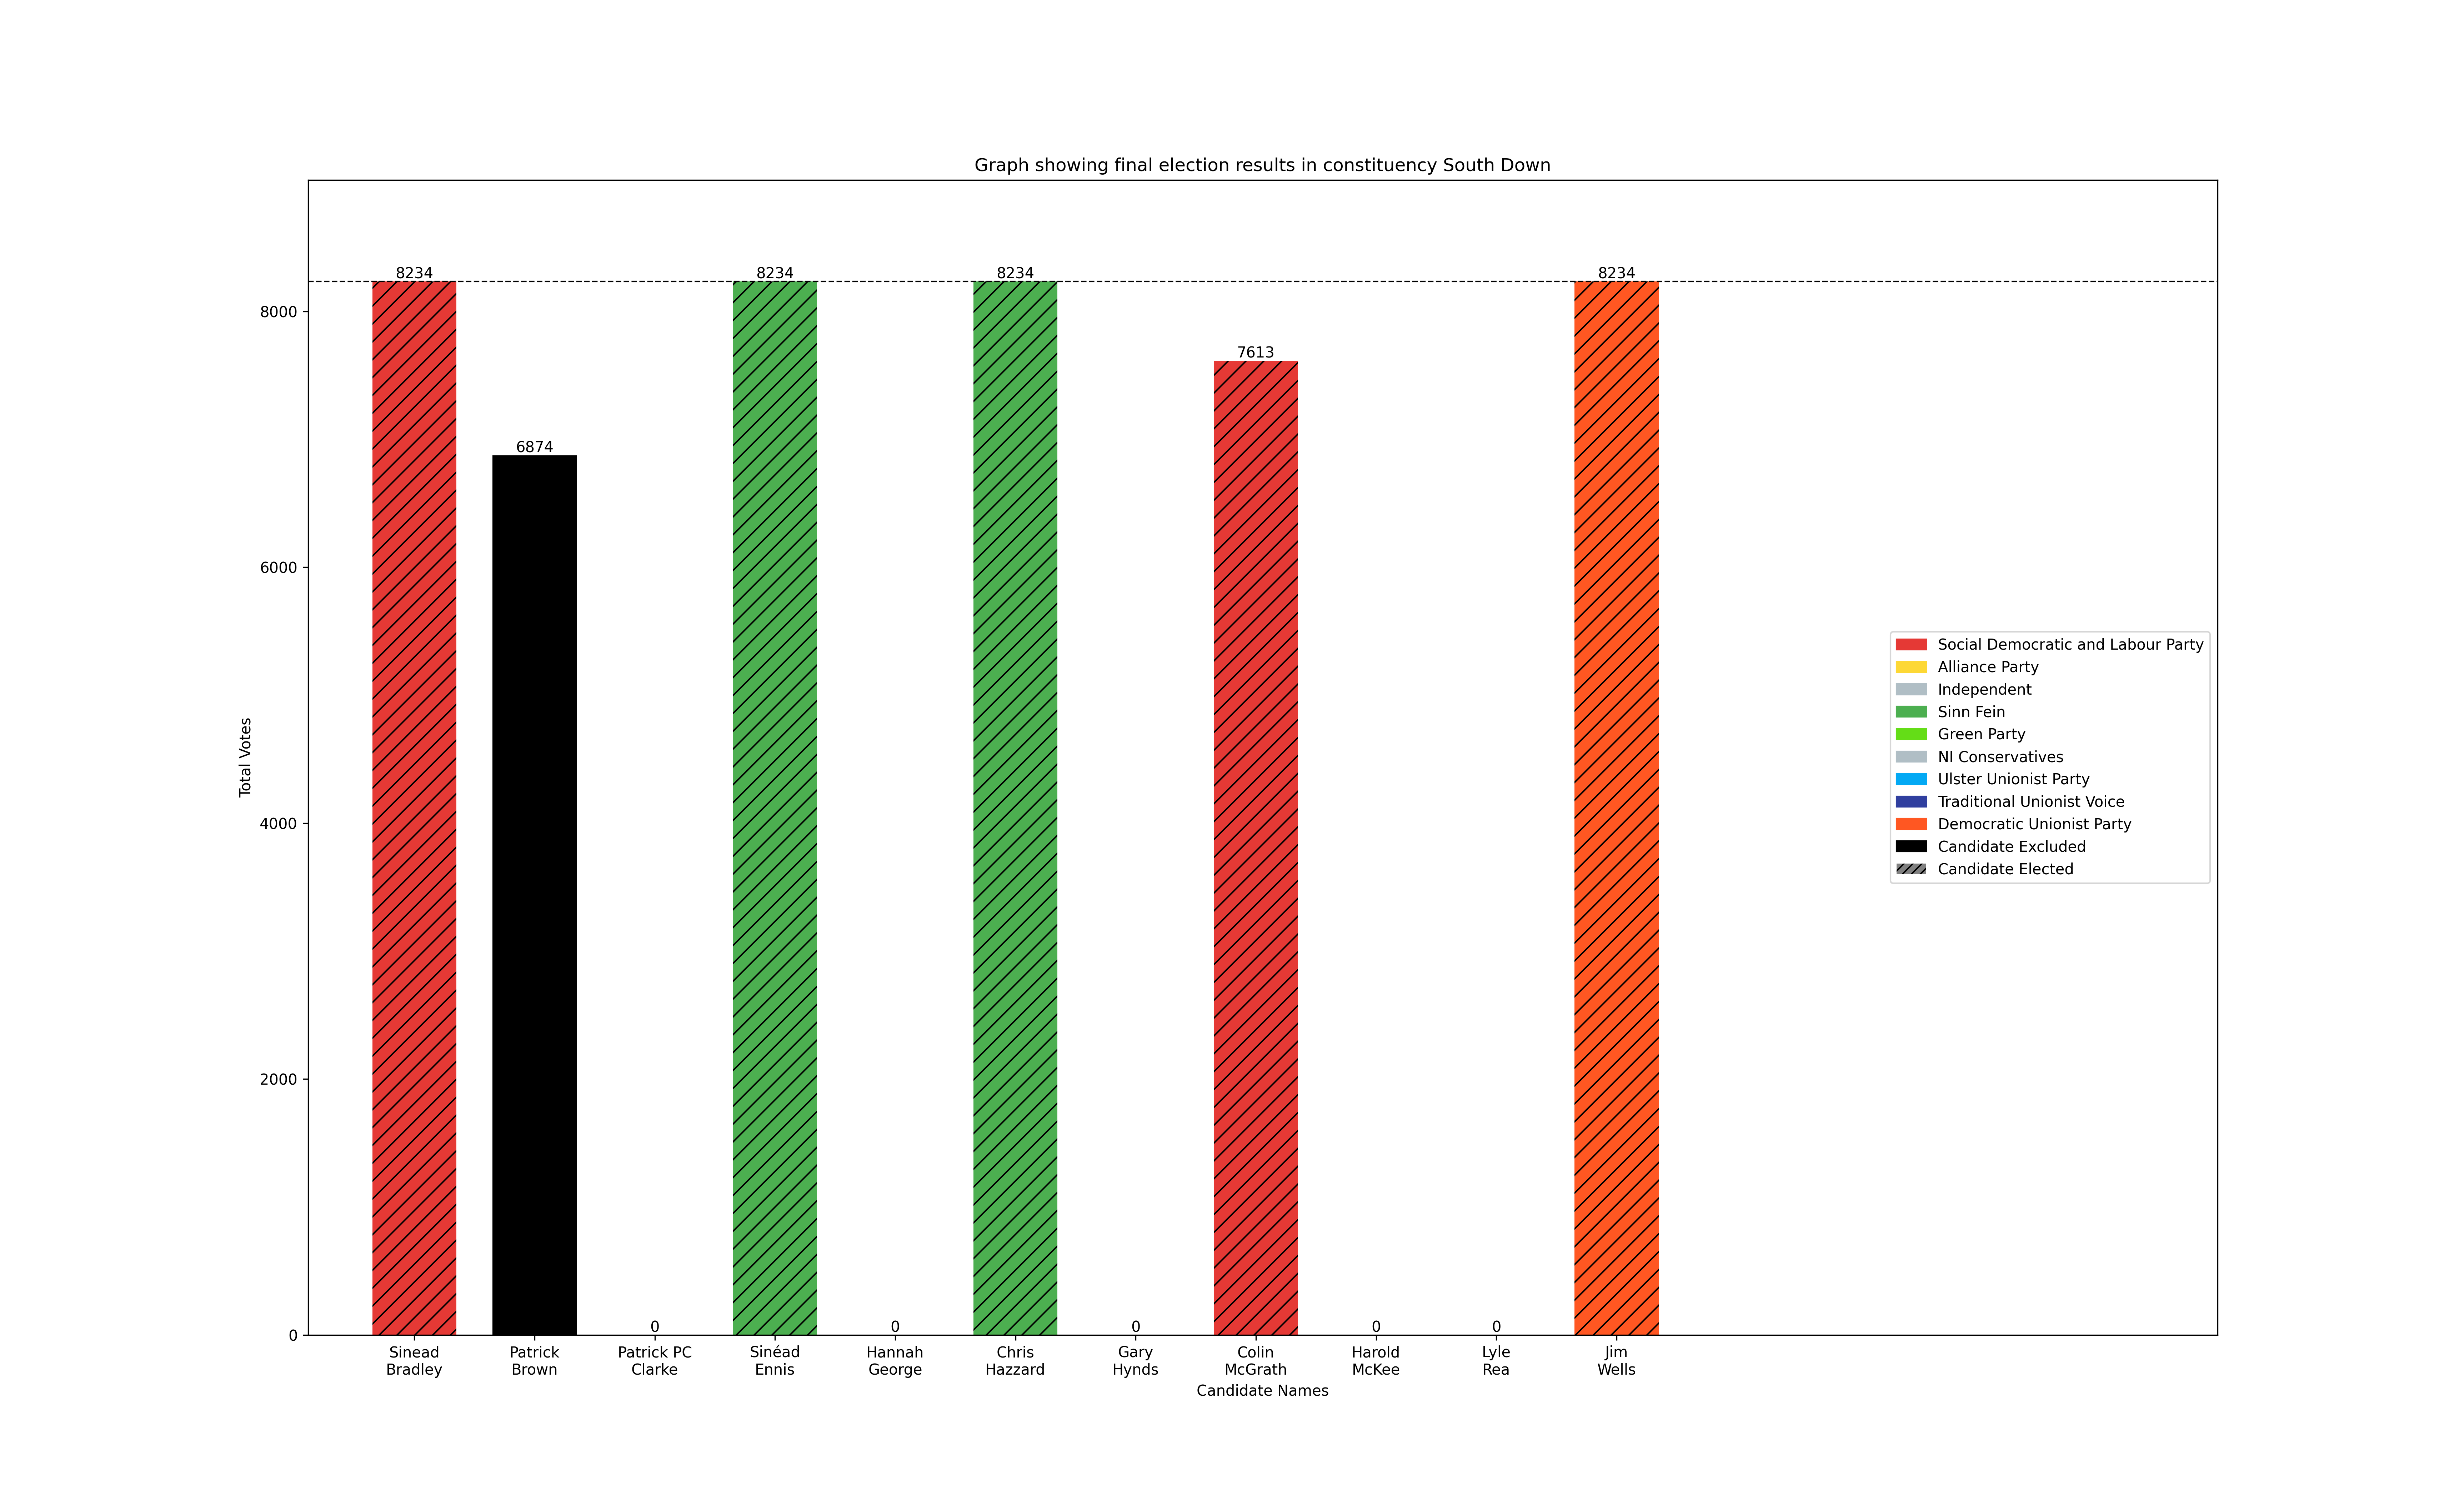 Graph showing final election results in constituency South Down
8234
8234
8234
8234
7613
6874
0
0
0
0
0
8000
6000
4000
2000
0
Total Votes
Social Democratic and Labour Party
Alliance Party
Independent
Sinn Fein
Green Party
NI Conservatives
Ulster Unionist Party
Traditional Unionist Voice
Democratic Unionist Party
Candidate Excluded
Candidate Elected
Sinead
Bradley
Patrick
Brown
Patrick PC
Clarke
Sinéad
Ennis
Hannah
George
Chris
Hazzard
Gary
Hynds
Colin
McGrath
Harold
McKee
Lyle
Rea
Jim
Wells
Candidate Names